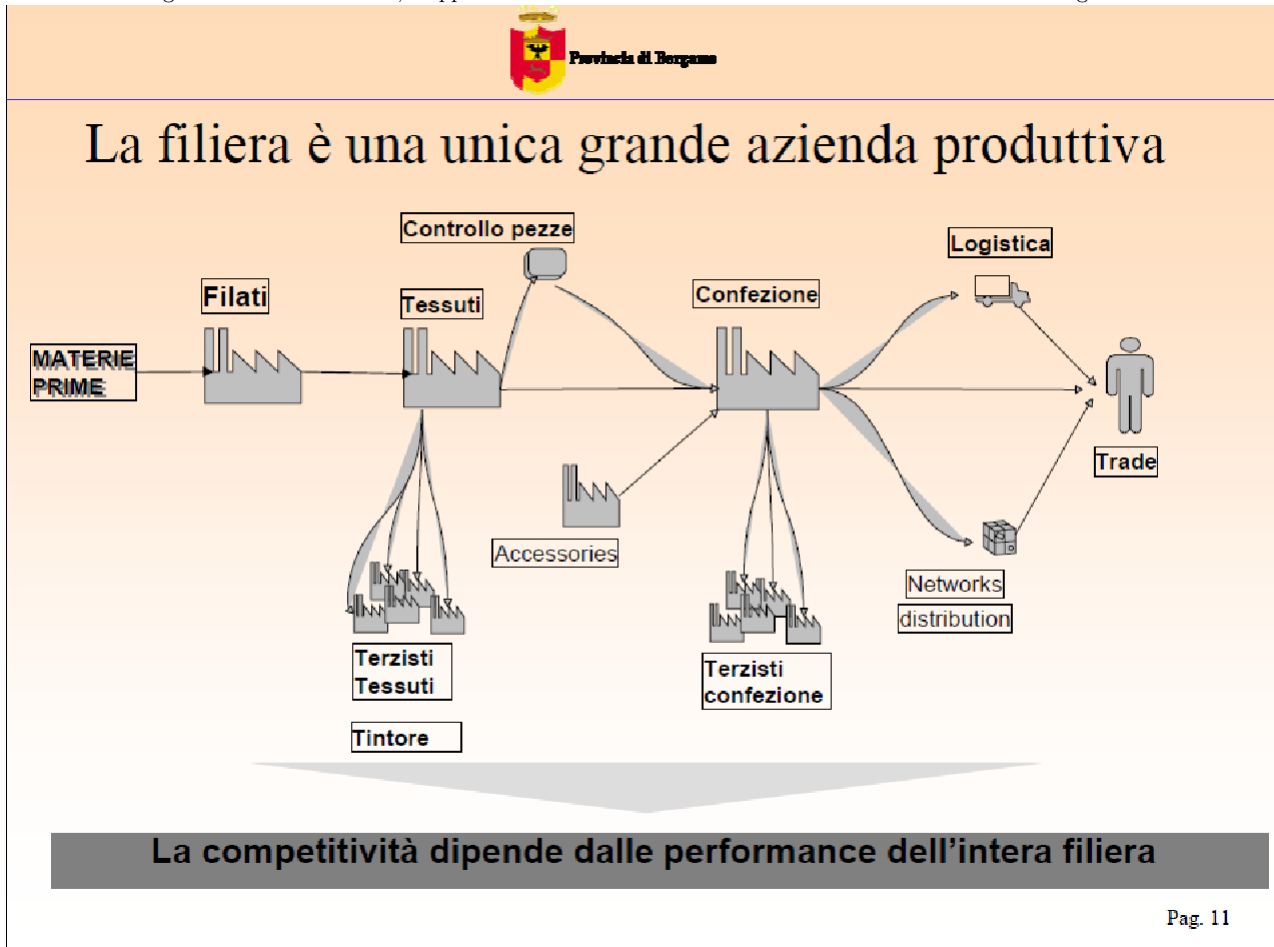 Provincia di Bergamo
La filiera è una unica grande azienda produttiva
Controllo pezze
Logistica
Filati
Tessuti
Confezione
MATERIE
PRIME
Trade
Accessories
Networks
distribution
Terzisti
Tessuti
Terzisti
confezione
Tintore
La competitività dipende dalle performance dell'intera filiera
Pag. 11